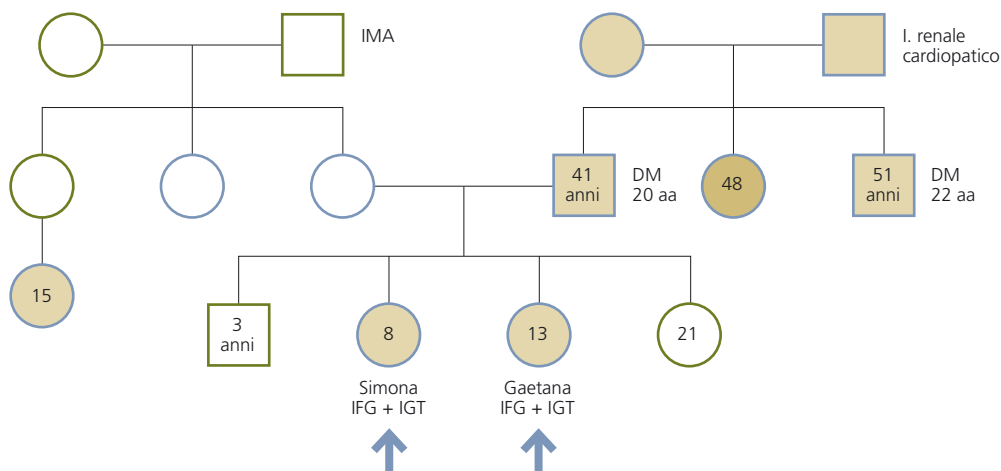 IMA
I. renale
cardiopatico
41
anni
DM
20 aa
48
51
anni
DM
22 aa
15
3
anni
8
13
21
Simona
IFG + IGT
Gaetana
IFG + IGT